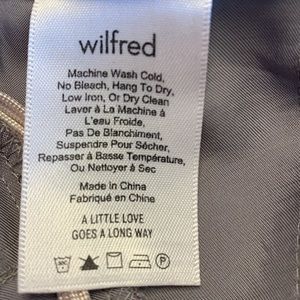 wilfred
Machine Wash Cold,
No Bleach, Hang To Dry,
Low Iron, Or Dry Clean
Laver à La Machine à
L'eau Froide,
Pas De Blanchiment,
Suspendre Pour Sécher,
Repasser à Basse Température,
Ou Nettoyer à Sec
Made in China
Fabriqué en Chine
A LITTLE LOVE
GOES A LONG WAY